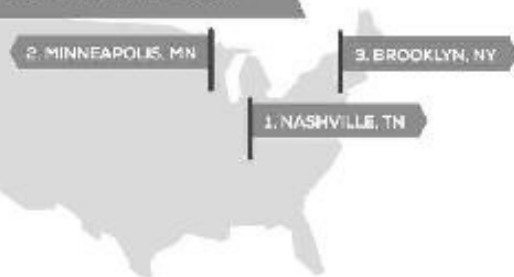 2. MINNEAPOLIS, MN
3. BROOKLYN, NY
1. NASHVILLE, TN